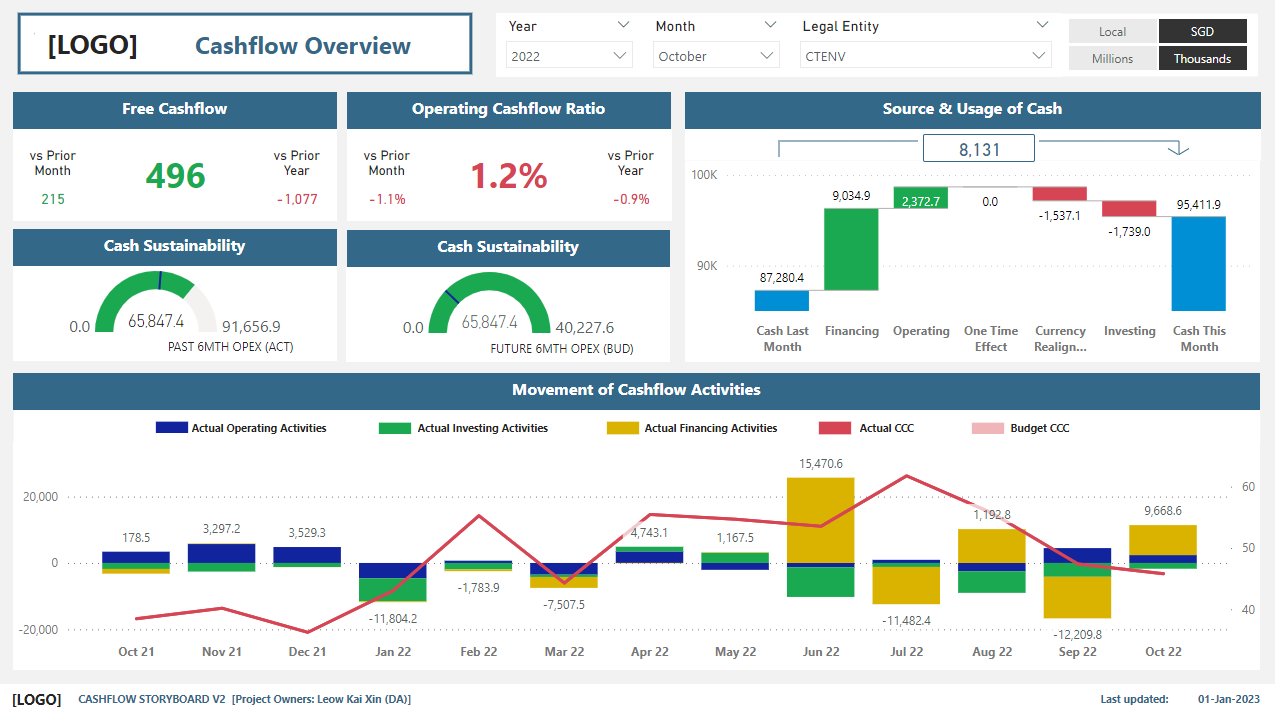 [LOGO]
Cashflow Overview
Year
Month
Legal Entity
2022
October
CTENV
Local
SGD
Millions
Thousands
Free Cashflow
vs Prior
Month
215
496
vs Prior
Year
-1,077
Operating Cashflow Ratio
vs Prior
Month
-1.1%
1.2%
vs Prior
Year
-0.9%
Source & Usage of Cash
8,131
100K
90K
87,280.4
9,034.9
2,372.7
0.0
-1,537.1
-1,739.0
95,411.9
Cash Last
Month
Financing
Operating
One Time
Effect
Currency
Realign...
Investing
Cash This
Month
Cash Sustainability
0.0
65,847.4
91,656.9
PAST 6MTH OPEX (ACT)
Cash Sustainability
0.0
65,847.4
40,227.6
FUTURE 6MTH OPEX (BUD)
Movement of Cashflow Activities
Actual Operating Activities
Actual Investing Activities
Actual Financing Activities
Actual CCC
Budget CCC
20,000
0
-20,000
178.5
3,297.2
3,529.3
-11,804.2
-1,783.9
-7,507.5
4,743.1
1,167.5
15,470.6
-11,482.4
1,192.8
-12,209.8
9,668.6
60
50
40
Oct 21
Nov 21
Dec 21
Jan 22
Feb 22
Mar 22
Apr 22
May 22
Jun 22
Jul 22
Aug 22
Sep 22
Oct 22
[LOGO]
CASHFLOW STORYBOARD V2 [Project Owners: Leow Kai Xin (DA)]
Last updated:
01-Jan-2023